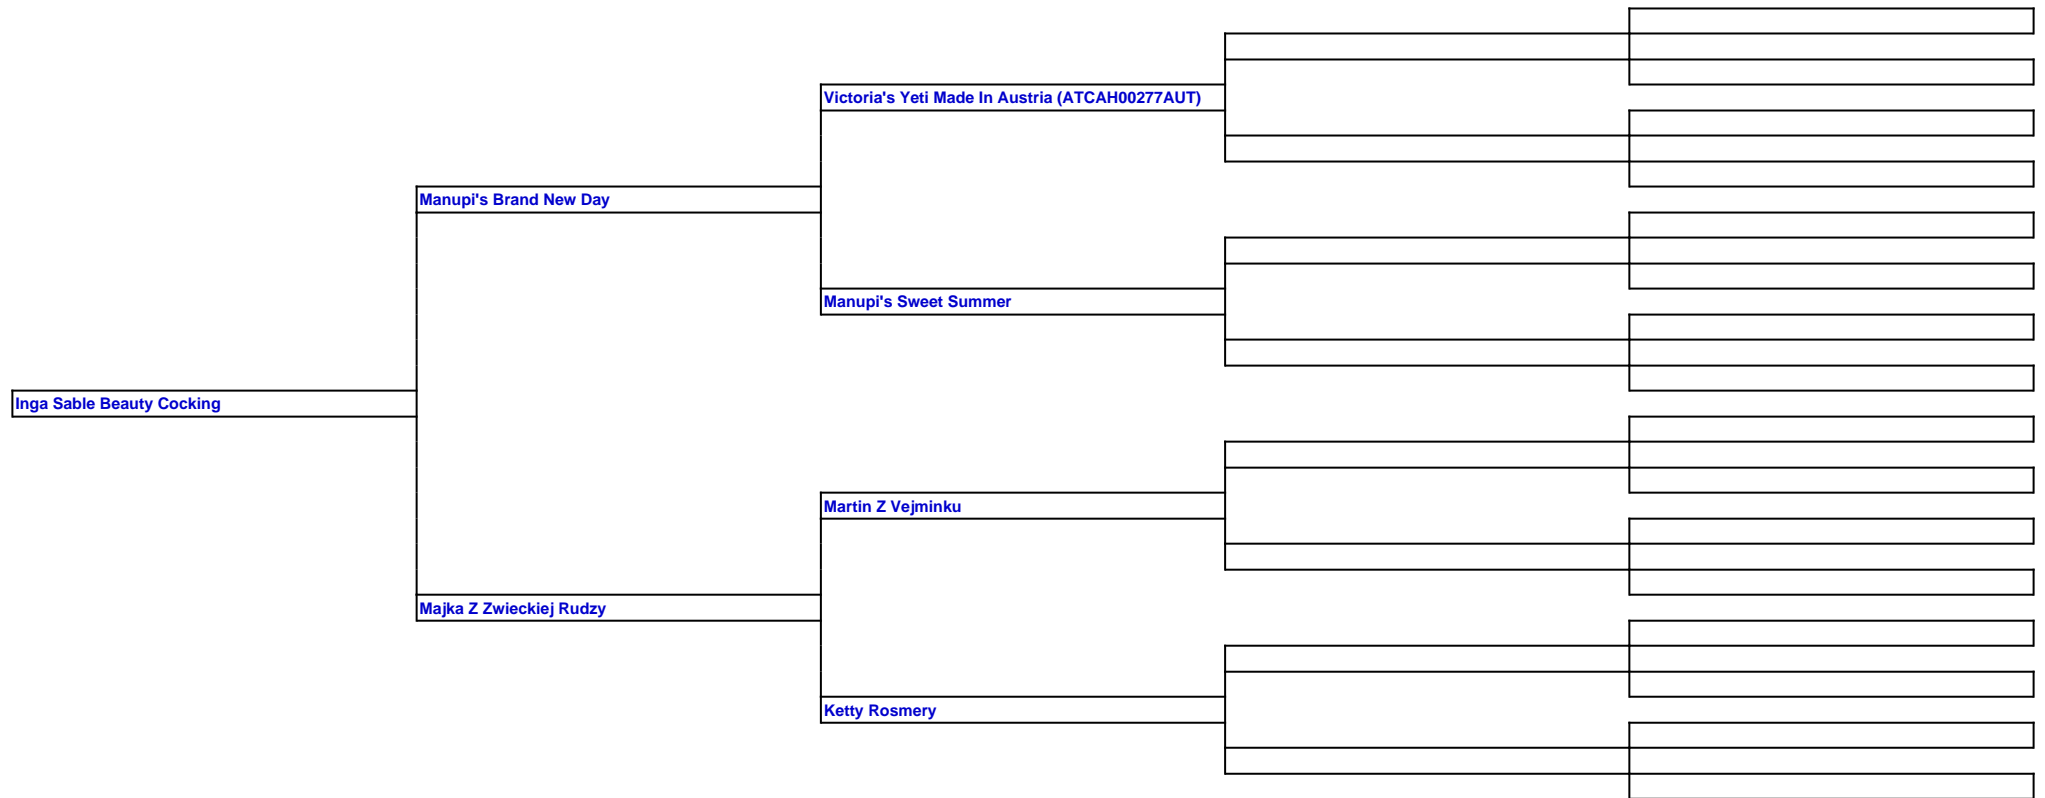 Victoria's Yeti Made In Austria (ATCAH00277AUT)
Manupi's Brand New Day
Manupi's Sweet Summer
Inga Sable Beauty Cocking
Martin Z Vejminku
Majka Z Zwieckiej Rudzy
Ketty Rosmery